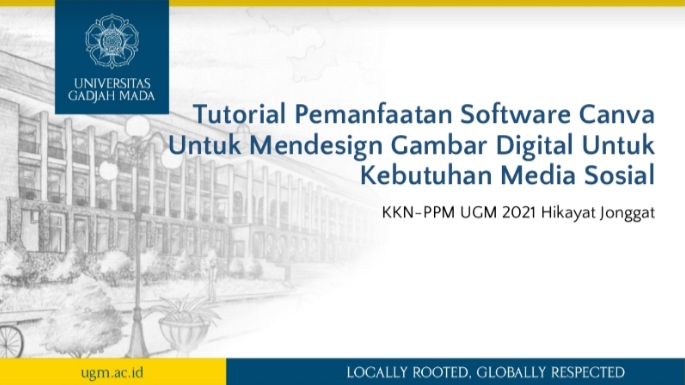 UNIVERSITAS
GADJAH MADA
Tutorial Pemanfaatan Software Canva
Untuk Mendesign Gambar Digital Untuk
Kebutuhan Media Sosial
KKN-PPM UGM 2021 Hikayat Jonggat
ugm.ac.id
LOCALLY ROOTED, GLOBALLY RESPECTED